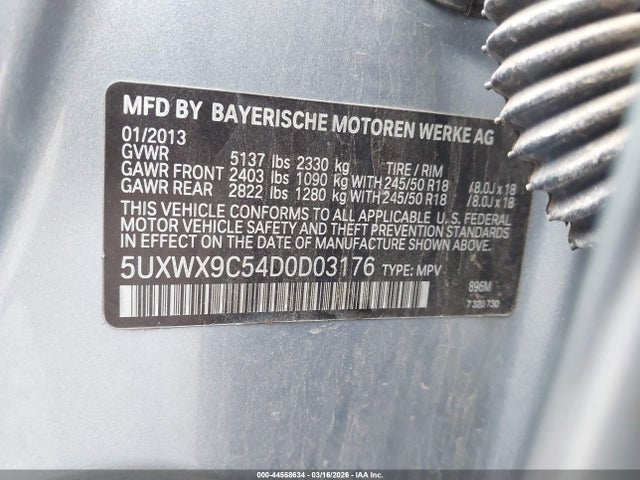 MFD BY BAYERISCHE MOTOREN WERKE AG
01/2013
GVWR 5137 lbs 2330 kg TIRE / RIM
GAWR FRONT 2403 lbs 1090 kg WITH 245/50 R18 / 8.0J x 18
GAWR REAR 2822 lbs 1280 kg WITH 245/50 R18 / 8.0J x 18
THIS VEHICLE CONFORMS TO ALL APPLICABLE U. S. FEDERAL
MOTOR VEHICLE SAFETY AND THEFT PREVENTION STANDARDS
IN EFFECT ON THE DATE OF MANUFACTURE SHOWN ABOVE.
5UXWX9C54D0D03176 TYPE: MPV
896M
7 320 730
000-44568634 - 03/16/2026 - IAA Inc.